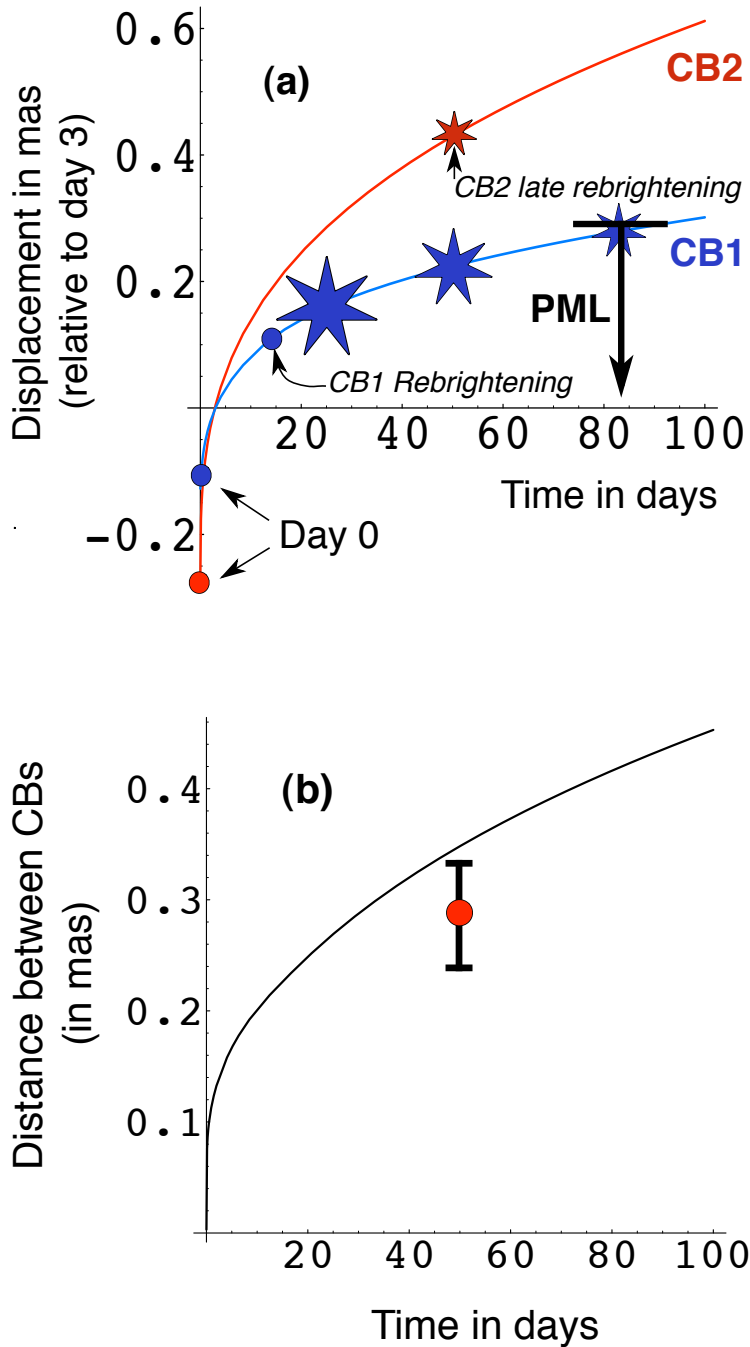 0.6
(a)
CB2
0.4
CB2 late rebrightening
0.2
CB1
PML
CB1 Rebrightening
Displacement in mas
(relative to day 3)
20 40 60 80 100
Time in days
-0.2
Day 0
(b)
0.4
0.3
0.2
0.1
Distance between CBs
(in mas)
20 40 60 80 100
Time in days